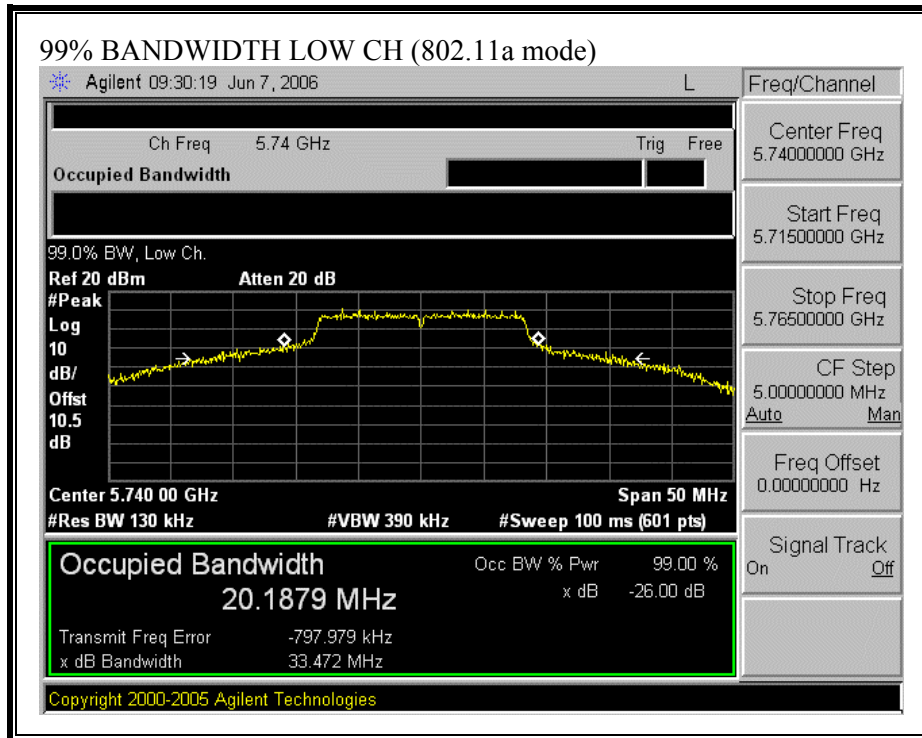 99% BANDWIDTH LOW CH (802.11a mode)
Agilent 09:30:19 Jun 7, 2006 L
Freq/Channel
Ch Freq 5.74 GHz Trig Free
Occupied Bandwidth
Center Freq
5.74000000 GHz
Start Freq
5.71500000 GHz
Stop Freq
5.76500000 GHz
CF Step
5.00000000 MHz
Auto Man
Freq Offset
0.00000000 Hz
Signal Track
On Off
99.0% BW, Low Ch.
Ref 20 dBm Atten 20 dB
#Peak
Log
10
dB/
Offst
10.5
dB
Center 5.740 00 GHz Span 50 MHz
#Res BW 130 kHz #VBW 390 kHz #Sweep 100 ms (601 pts)
Occupied Bandwidth Occ BW % Pwr 99.00 %
20.1879 MHz x dB -26.00 dB
Transmit Freq Error -797.979 kHz
x dB Bandwidth 33.472 MHz
Copyright 2000-2005 Agilent Technologies